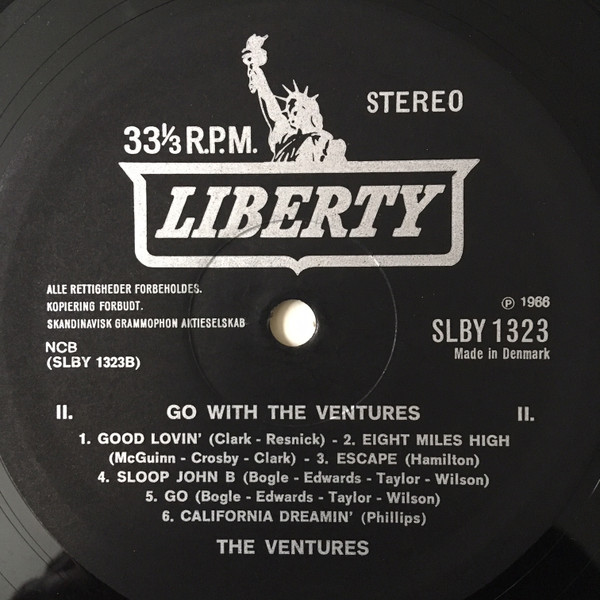 STEREO
33⅓ R.P.M.
LIBERTY
ALLE RETTIGHEDER FORBEHOLDES.
KOPIERING FORBUDT.
SKANDINAVISK GRAMMOPHON AKTIESELSKAB
NCB
(SLBY 1323B)
℗ 1966
SLBY 1323
Made in Denmark
II. GO WITH THE VENTURES II.
1. GOOD LOVIN' (Clark - Resnick) - 2. EIGHT MILES HIGH
(McGuinn - Crosby - Clark) - 3. ESCAPE (Hamilton)
4. SLOOP JOHN B (Bogle - Edwards - Taylor - Wilson)
5. GO (Bogle - Edwards - Taylor - Wilson)
6. CALIFORNIA DREAMIN' (Phillips)
THE VENTURES